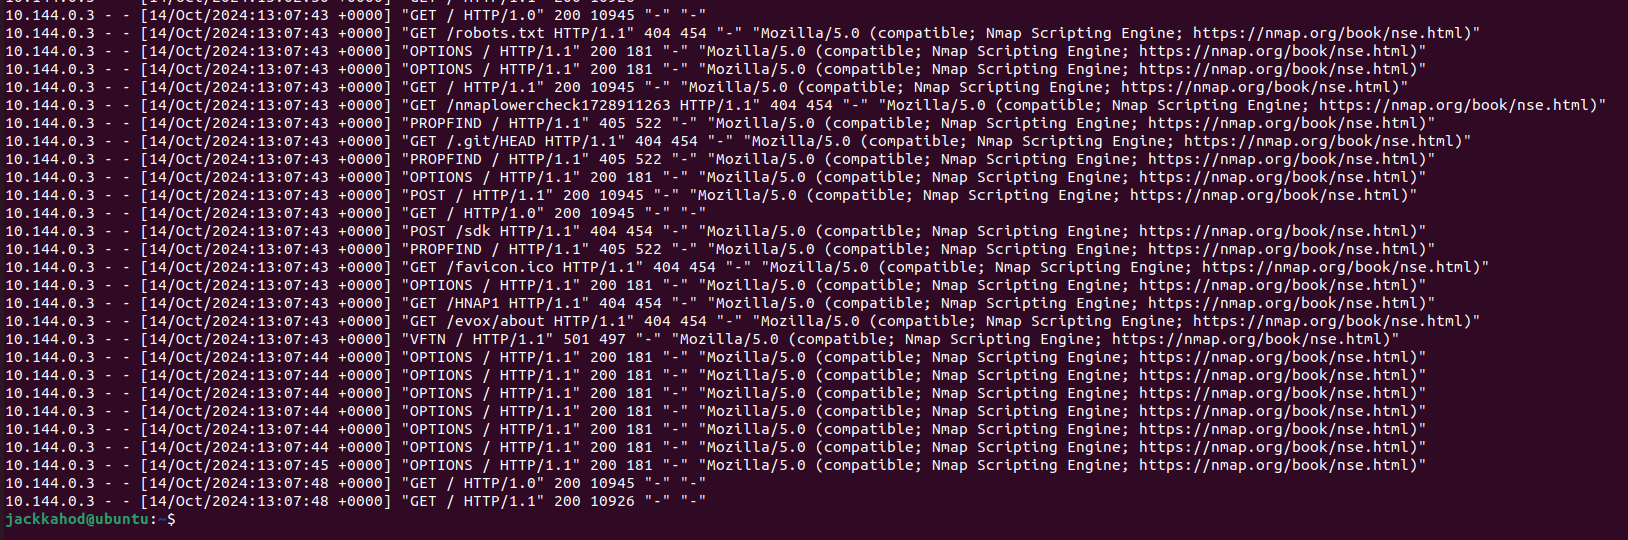 10.144.0.3 - - [14/Oct/2024:13:07:43 +0000] "GET / HTTP/1.0" 200 10945 "-" "-"
10.144.0.3 - - [14/Oct/2024:13:07:43 +0000] "GET /robots.txt HTTP/1.1" 404 454 "-" "Mozilla/5.0 (compatible; Nmap Scripting Engine; https://nmap.org/book/nse.html)"
10.144.0.3 - - [14/Oct/2024:13:07:43 +0000] "OPTIONS / HTTP/1.1" 200 181 "-" "Mozilla/5.0 (compatible; Nmap Scripting Engine; https://nmap.org/book/nse.html)"
10.144.0.3 - - [14/Oct/2024:13:07:43 +0000] "OPTIONS / HTTP/1.1" 200 181 "-" "Mozilla/5.0 (compatible; Nmap Scripting Engine; https://nmap.org/book/nse.html)"
10.144.0.3 - - [14/Oct/2024:13:07:43 +0000] "GET / HTTP/1.1" 200 10945 "-" "Mozilla/5.0 (compatible; Nmap Scripting Engine; https://nmap.org/book/nse.html)"
10.144.0.3 - - [14/Oct/2024:13:07:43 +0000] "GET /nmaplowercheck1728911263 HTTP/1.1" 404 454 "-" "Mozilla/5.0 (compatible; Nmap Scripting Engine; https://nmap.org/book/nse.html)"
10.144.0.3 - - [14/Oct/2024:13:07:43 +0000] "PROPFIND / HTTP/1.1" 405 522 "-" "Mozilla/5.0 (compatible; Nmap Scripting Engine; https://nmap.org/book/nse.html)"
10.144.0.3 - - [14/Oct/2024:13:07:43 +0000] "GET /.git/HEAD HTTP/1.1" 404 454 "-" "Mozilla/5.0 (compatible; Nmap Scripting Engine; https://nmap.org/book/nse.html)"
10.144.0.3 - - [14/Oct/2024:13:07:43 +0000] "PROPFIND / HTTP/1.1" 405 522 "-" "Mozilla/5.0 (compatible; Nmap Scripting Engine; https://nmap.org/book/nse.html)"
10.144.0.3 - - [14/Oct/2024:13:07:43 +0000] "OPTIONS / HTTP/1.1" 200 181 "-" "Mozilla/5.0 (compatible; Nmap Scripting Engine; https://nmap.org/book/nse.html)"
10.144.0.3 - - [14/Oct/2024:13:07:43 +0000] "POST / HTTP/1.1" 200 10945 "-" "Mozilla/5.0 (compatible; Nmap Scripting Engine; https://nmap.org/book/nse.html)"
10.144.0.3 - - [14/Oct/2024:13:07:43 +0000] "GET / HTTP/1.0" 200 10945 "-" "-"
10.144.0.3 - - [14/Oct/2024:13:07:43 +0000] "POST /sdk HTTP/1.1" 404 454 "-" "Mozilla/5.0 (compatible; Nmap Scripting Engine; https://nmap.org/book/nse.html)"
10.144.0.3 - - [14/Oct/2024:13:07:43 +0000] "PROPFIND / HTTP/1.1" 405 522 "-" "Mozilla/5.0 (compatible; Nmap Scripting Engine; https://nmap.org/book/nse.html)"
10.144.0.3 - - [14/Oct/2024:13:07:43 +0000] "GET /favicon.ico HTTP/1.1" 404 454 "-" "Mozilla/5.0 (compatible; Nmap Scripting Engine; https://nmap.org/book/nse.html)"
10.144.0.3 - - [14/Oct/2024:13:07:43 +0000] "OPTIONS / HTTP/1.1" 200 181 "-" "Mozilla/5.0 (compatible; Nmap Scripting Engine; https://nmap.org/book/nse.html)"
10.144.0.3 - - [14/Oct/2024:13:07:43 +0000] "GET /HNAP1 HTTP/1.1" 404 454 "-" "Mozilla/5.0 (compatible; Nmap Scripting Engine; https://nmap.org/book/nse.html)"
10.144.0.3 - - [14/Oct/2024:13:07:43 +0000] "GET /evox/about HTTP/1.1" 404 454 "-" "Mozilla/5.0 (compatible; Nmap Scripting Engine; https://nmap.org/book/nse.html)"
10.144.0.3 - - [14/Oct/2024:13:07:43 +0000] "VFTN / HTTP/1.1" 501 497 "-" "Mozilla/5.0 (compatible; Nmap Scripting Engine; https://nmap.org/book/nse.html)"
10.144.0.3 - - [14/Oct/2024:13:07:44 +0000] "OPTIONS / HTTP/1.1" 200 181 "-" "Mozilla/5.0 (compatible; Nmap Scripting Engine; https://nmap.org/book/nse.html)"
10.144.0.3 - - [14/Oct/2024:13:07:44 +0000] "OPTIONS / HTTP/1.1" 200 181 "-" "Mozilla/5.0 (compatible; Nmap Scripting Engine; https://nmap.org/book/nse.html)"
10.144.0.3 - - [14/Oct/2024:13:07:44 +0000] "OPTIONS / HTTP/1.1" 200 181 "-" "Mozilla/5.0 (compatible; Nmap Scripting Engine; https://nmap.org/book/nse.html)"
10.144.0.3 - - [14/Oct/2024:13:07:44 +0000] "OPTIONS / HTTP/1.1" 200 181 "-" "Mozilla/5.0 (compatible; Nmap Scripting Engine; https://nmap.org/book/nse.html)"
10.144.0.3 - - [14/Oct/2024:13:07:44 +0000] "OPTIONS / HTTP/1.1" 200 181 "-" "Mozilla/5.0 (compatible; Nmap Scripting Engine; https://nmap.org/book/nse.html)"
10.144.0.3 - - [14/Oct/2024:13:07:44 +0000] "OPTIONS / HTTP/1.1" 200 181 "-" "Mozilla/5.0 (compatible; Nmap Scripting Engine; https://nmap.org/book/nse.html)"
10.144.0.3 - - [14/Oct/2024:13:07:45 +0000] "OPTIONS / HTTP/1.1" 200 181 "-" "Mozilla/5.0 (compatible; Nmap Scripting Engine; https://nmap.org/book/nse.html)"
10.144.0.3 - - [14/Oct/2024:13:07:48 +0000] "GET / HTTP/1.0" 200 10945 "-" "-"
10.144.0.3 - - [14/Oct/2024:13:07:48 +0000] "GET / HTTP/1.1" 200 10926 "-" "-"
jackkahod@ubuntu:~$